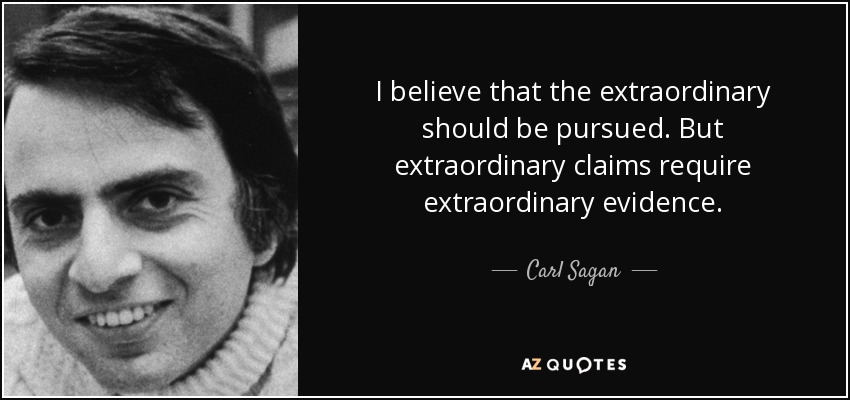 I believe that the extraordinary
should be pursued. But
extraordinary claims require
extraordinary evidence.
Carl Sagan
AZ QUOTES